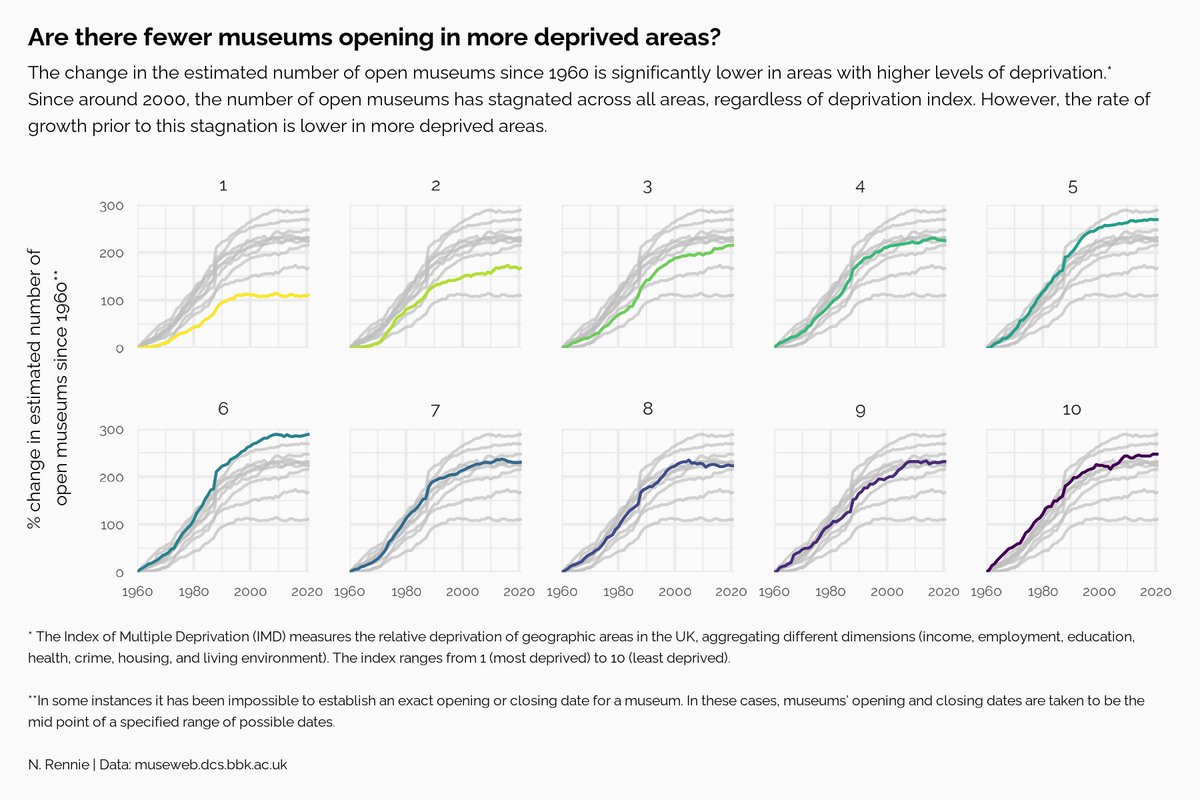 Are there fewer museums opening in more deprived areas?
The change in the estimated number of open museums since 1960 is significantly lower in areas with higher levels of deprivation.*
Since around 2000, the number of open museums has stagnated across all areas, regardless of deprivation index. However, the rate of
growth prior to this stagnation is lower in more deprived areas.
% change in estimated number of
open museums since 1960**
1 2 3 4 5
300
200
100
0
6 7 8 9 10
300
200
100
0
1960 1980 2000 2020 1960 1980 2000 2020 1960 1980 2000 2020 1960 1980 2000 2020 1960 1980 2000 2020
* The Index of Multiple Deprivation (IMD) measures the relative deprivation of geographic areas in the UK, aggregating different dimensions (income, employment, education,
health, crime, housing, and living environment). The index ranges from 1 (most deprived) to 10 (least deprived).
**In some instances it has been impossible to establish an exact opening or closing date for a museum. In these cases, museums' opening and closing dates are taken to be the
mid point of a specified range of possible dates.
N. Rennie | Data: museweb.dcs.bbk.ac.uk